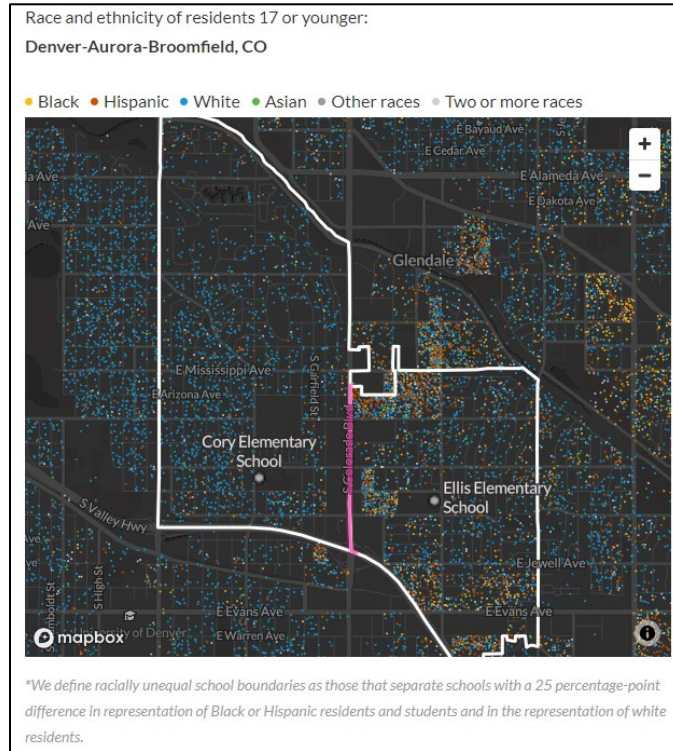 Race and ethnicity of residents 17 or younger:
Denver-Aurora-Broomfield, CO
Black Hispanic White Asian Other races Two or more races
E Bayaud Ave
E Cedar Ave
+
−
E Alameda Ave
E Dakota Ave
Ave
Glendale
E Mississippi Ave
E Arizona Ave
S Garfield St
S Colorado Blvd
Cory Elementary
School
Ellis Elementary
School
S Valley Hwy
E Jewell Ave
S High St
E Evans Ave
E Evans Ave
University of Denver
E Warren Ave
mapbox
i
*We define racially unequal school boundaries as those that separate schools with a 25 percentage-point
difference in representation of Black or Hispanic residents and students and in the representation of white
residents.